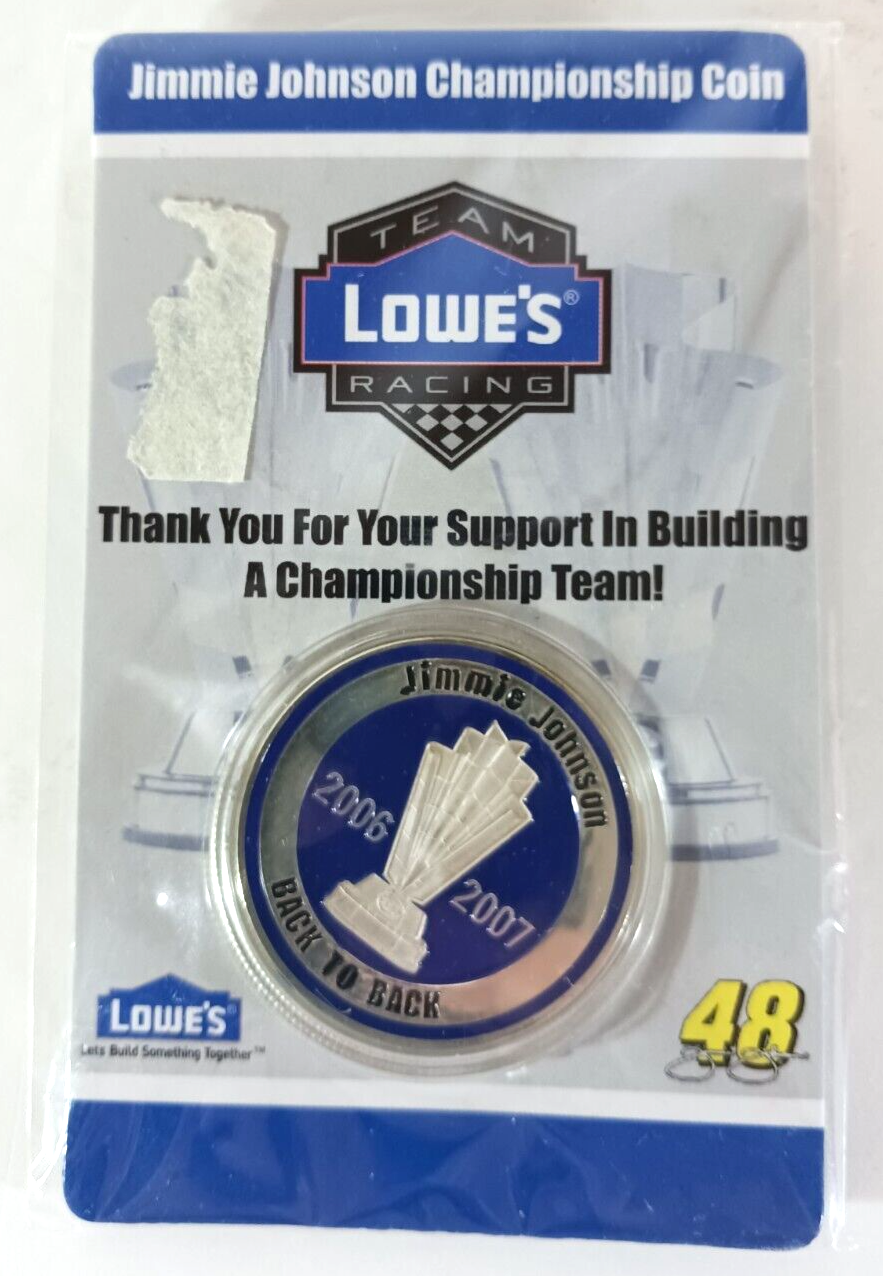 Jimmie Johnson Championship Coin
TEAM
LOWE'S®
RACING
Thank You For Your Support In Building
A Championship Team!
Jimmie Johnson
2006
2007
BACK TO BACK
LOWE'S
Lets Build Something Together™
48